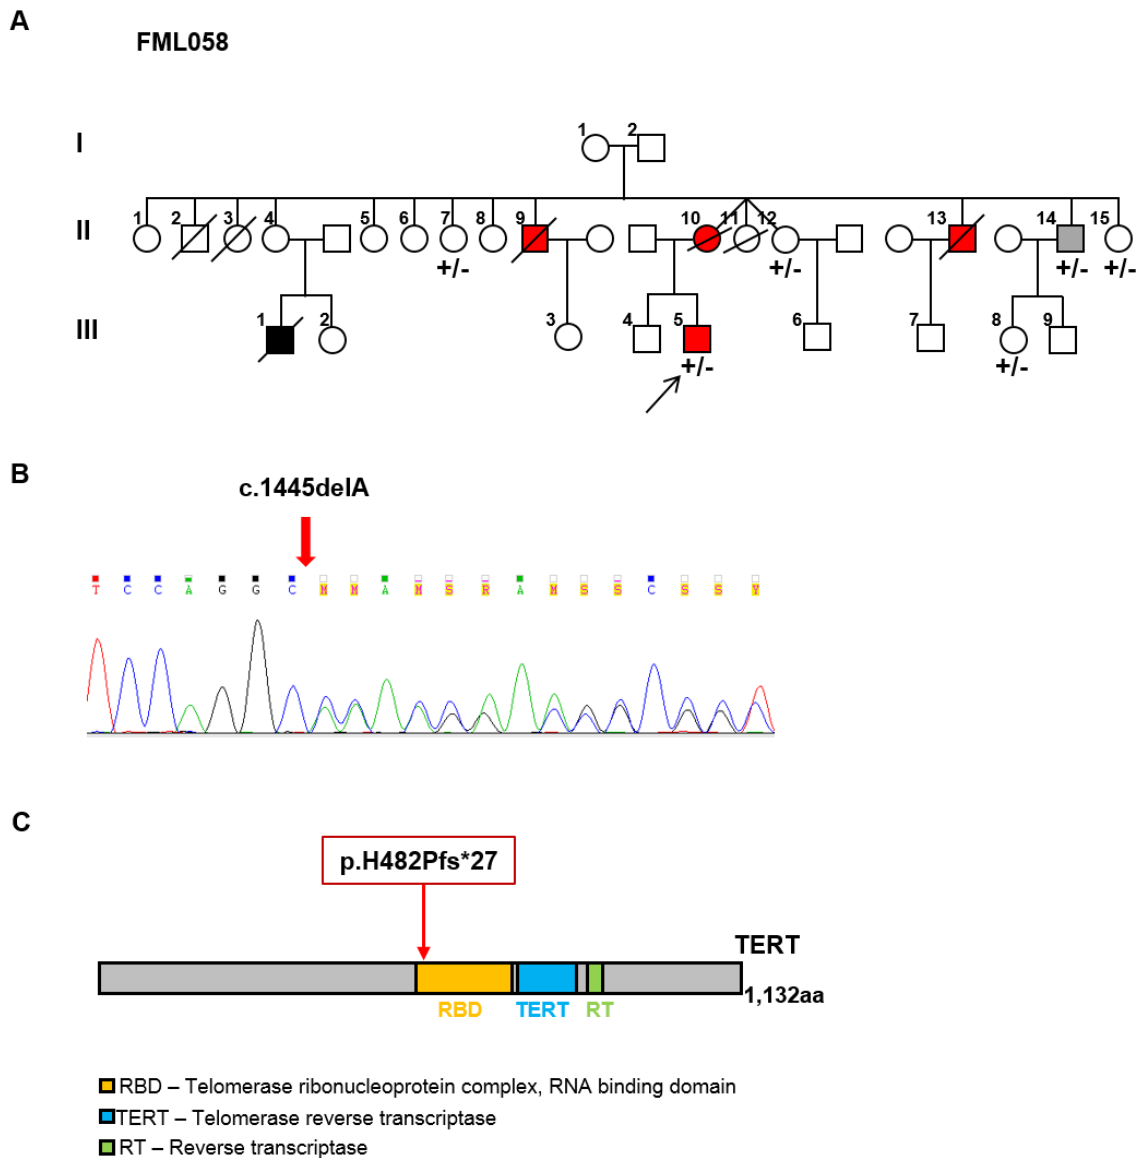 A
FML058
I
1 2
II
1 2 3 4 5 6 7 8 9 10 11 12 13 14 15
+/- +/- +/- +/-
III
1 2 3 4 5 6 7 8 9
+/- +/-
B
c.1445delA
T C C A G G C M M A M S R A M S S C S S Y
C
p.H482Pfs*27
TERT
1,132aa
RBD TERT RT
RBD – Telomerase ribonucleoprotein complex, RNA binding domain
TERT – Telomerase reverse transcriptase
RT – Reverse transcriptase